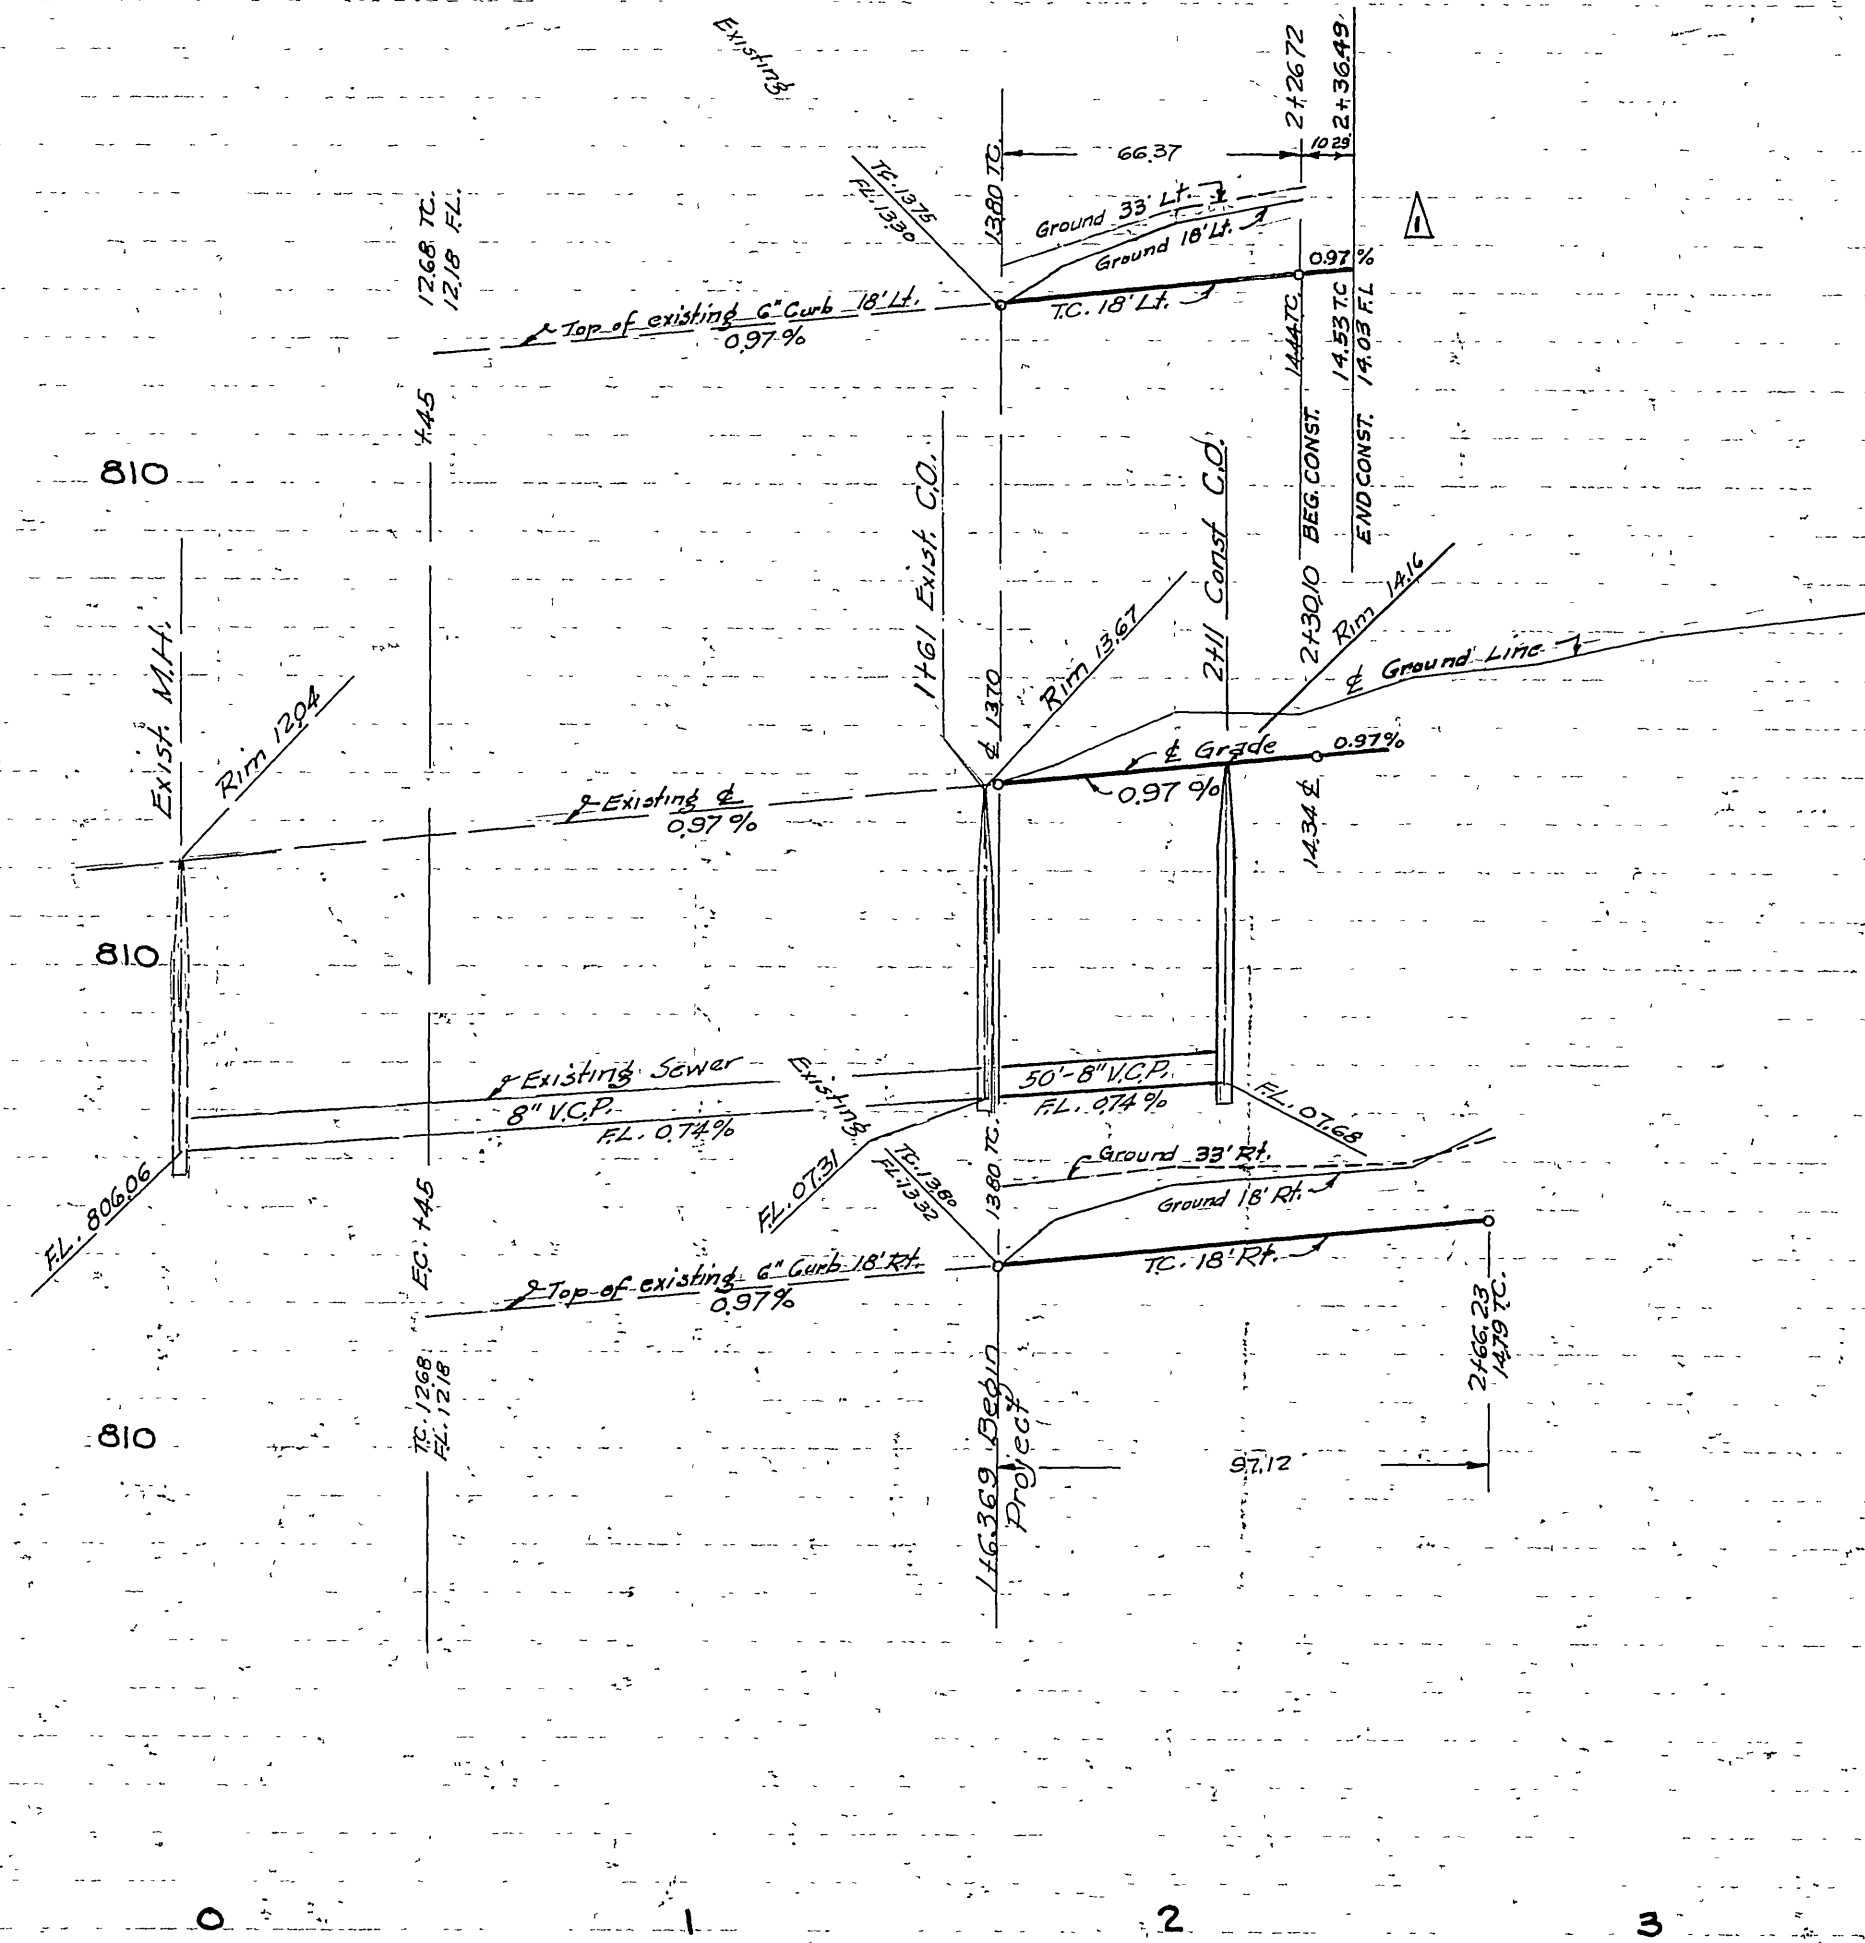 Existing
2+26.72
2+36.49
66.37
10.29
T.C. 13.75
F.L. 13.30
13.80 T.C.
Ground 33' Lt.
Ground 18' Lt.
1
12.68 T.C.
12.18 F.L.
Top of existing 6" Curb 18' Lt.
0.97 %
T.C. 18' Lt.
0.97 %
14.44 T.C.
14.53 T.C
14.03 F.L
+45
810
1+61 Exist. C.O.
2+11 Const C.O.
2+30.10 BEG. CONST.
END CONST.
Exist. M.H.
Rim 12.04
℄ 13.70
Rim 13.67
Rim 14.16
℄ Ground Line
Existing ℄
0.97 %
℄ Grade
0.97 %
0.97%
14.34 ℄
810
Existing Sewer
8" V.C.P.
F.L. 0.74%
Existing
50'-8" V.C.P.
F.L. 0.74 %
F.L. 07.68
F.L. 806.06
F.L. 07.31
T.C. 13.80
F.L. 13.32
13.80 T.C.
Ground 33' Rt.
Ground 18' Rt.
E.C. +45
Top of existing 6" Curb 18' Rt.
0.97%
T.C. 18' Rt.
2+66.23
14.79 T.C.
T.C. 12.68
F.L. 12.18
810
1+63.69 Begin
Project
97.12
0 1 2 3